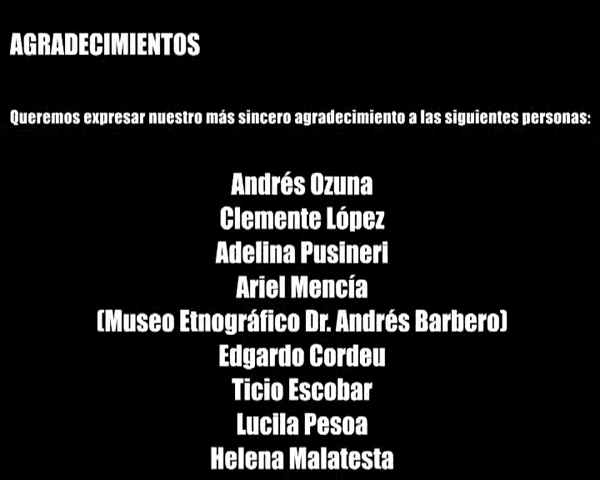 AGRADECIMIENTOS
Queremos expresar nuestro más sincero agradecimiento a las siguientes personas:
Andrés Ozuna
Clemente López
Adelina Pusineri
Ariel Mencía
(Museo Etnográfico Dr. Andrés Barbero)
Edgardo Cordeu
Ticio Escobar
Lucila Pesoa
Helena Malatesta